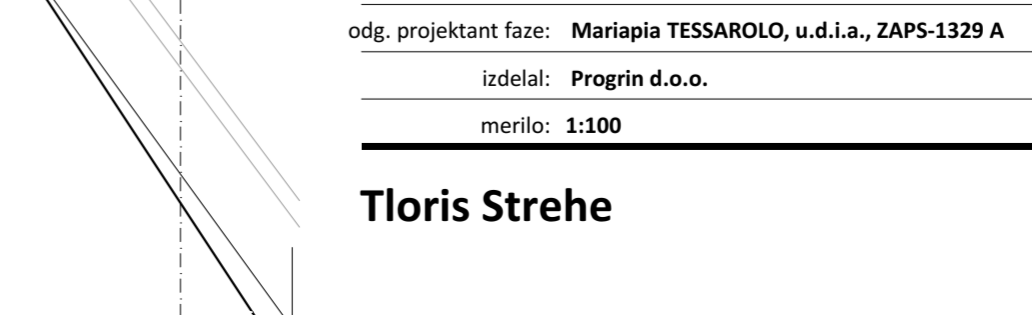 odg. projektant faze: Mariapia TESSAROLO, u.d.i.a., ZAPS-1329 A
izdelal: Progrin d.o.o.
merilo: 1:100
Tloris Strehe